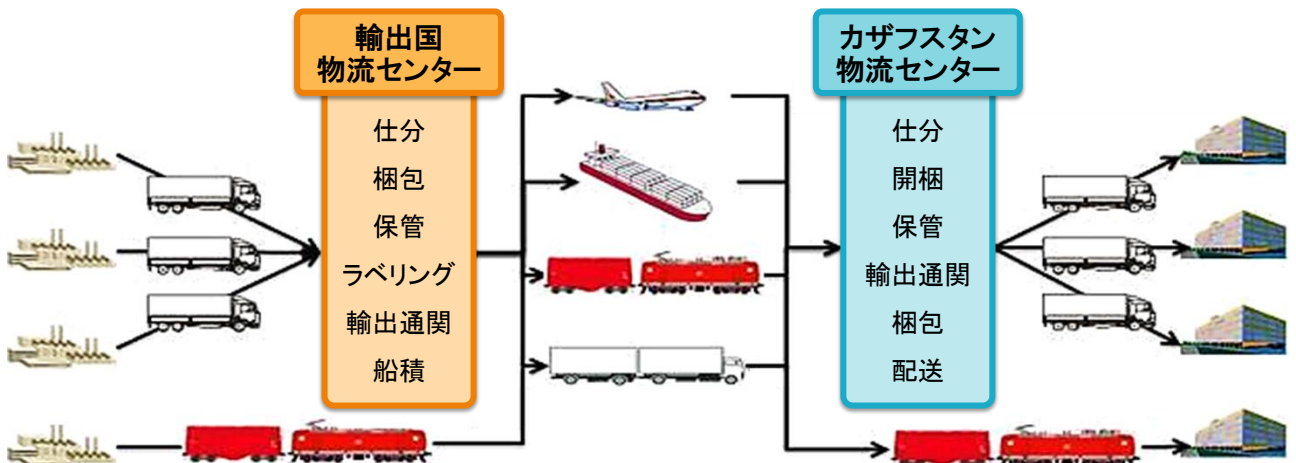 輸出国
物流センター
仕分
梱包
保管
ラベリング
輸出通関
船積
カザフスタン
物流センター
仕分
開梱
保管
輸出通関
梱包
配送